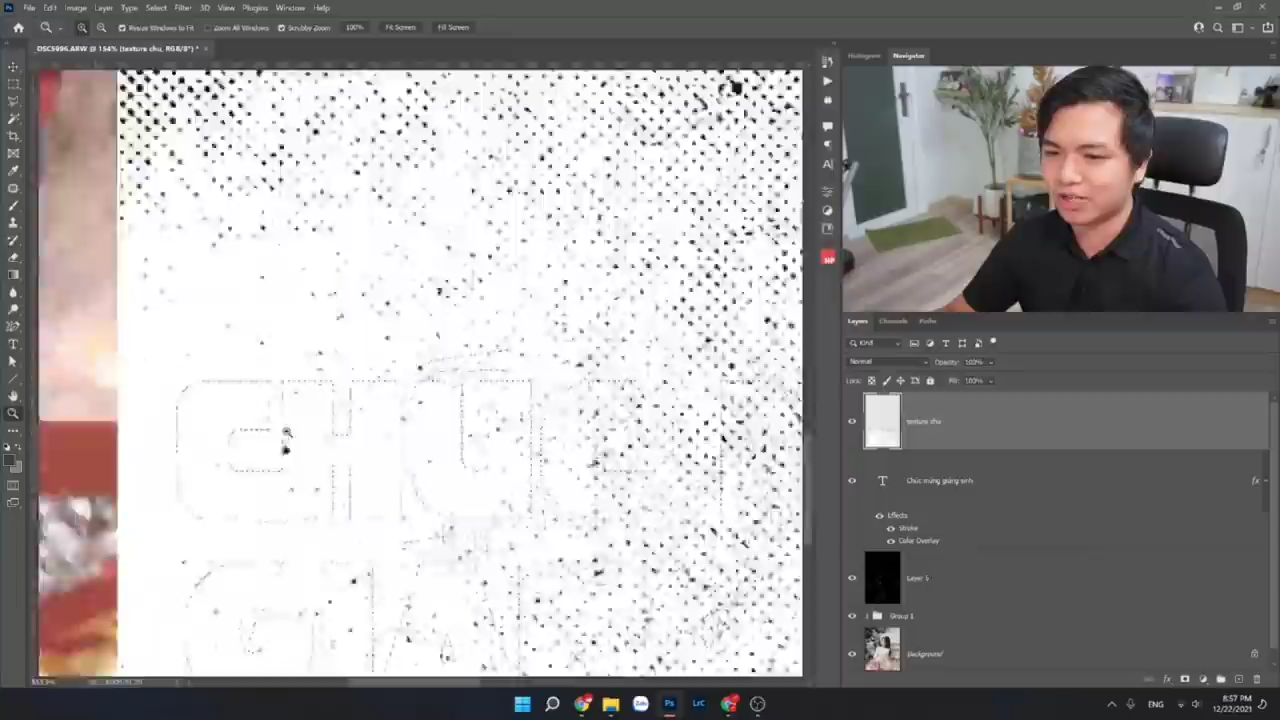 File Edit Image Layer Type Select Filter 3D View Plugins Window Help
Resize Windows to Fit Zoom All Windows Scrubby Zoom 100% Fit Screen Fill Screen
DSC5996.ARW @ 154% (texture chu, RGB/8*) *
Histogram Navigator
Layers Channels Paths
Kind
Normal Opacity: 100%
Lock: Fill: 100%
texture chu
T Chúc mừng giáng sinh fx
Effects
Stroke
Color Overlay
Layer 5
Group 1
Background
Ps LrC ENG 8:57 PM
12/22/2021